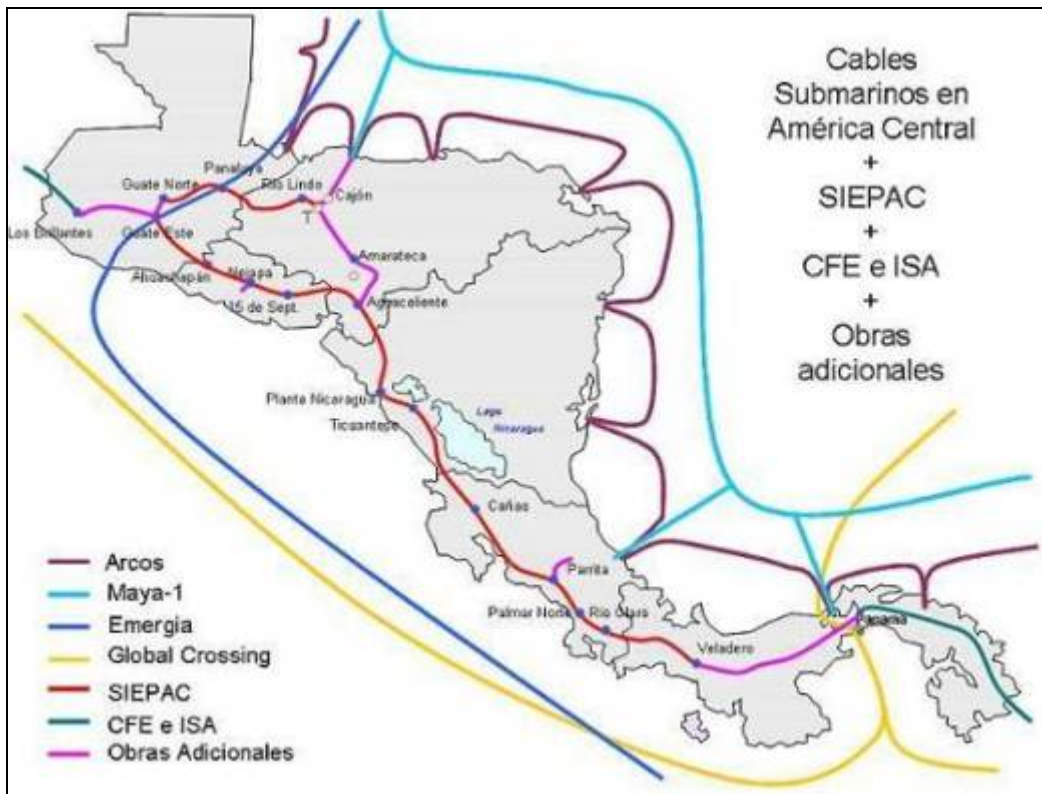 Cables
Submarinos en
América Central
+
SIEPAC
+
CFE e ISA
+
Obras
adicionales
Panaluya
Guate Norte
Río Lindo
Cajón
T
Los Brillantes
Guate Este
Amarateca
Ahuachapán
Nejapa
15 de Sept.
Aguacaliente
Planta Nicaragua
Ticuantepe
Lago
Nicaragua
Cañas
Parrita
Palmar Norte
Río Claro
Veladero
Panamá
Arcos
Maya-1
Emergia
Global Crossing
SIEPAC
CFE e ISA
Obras Adicionales